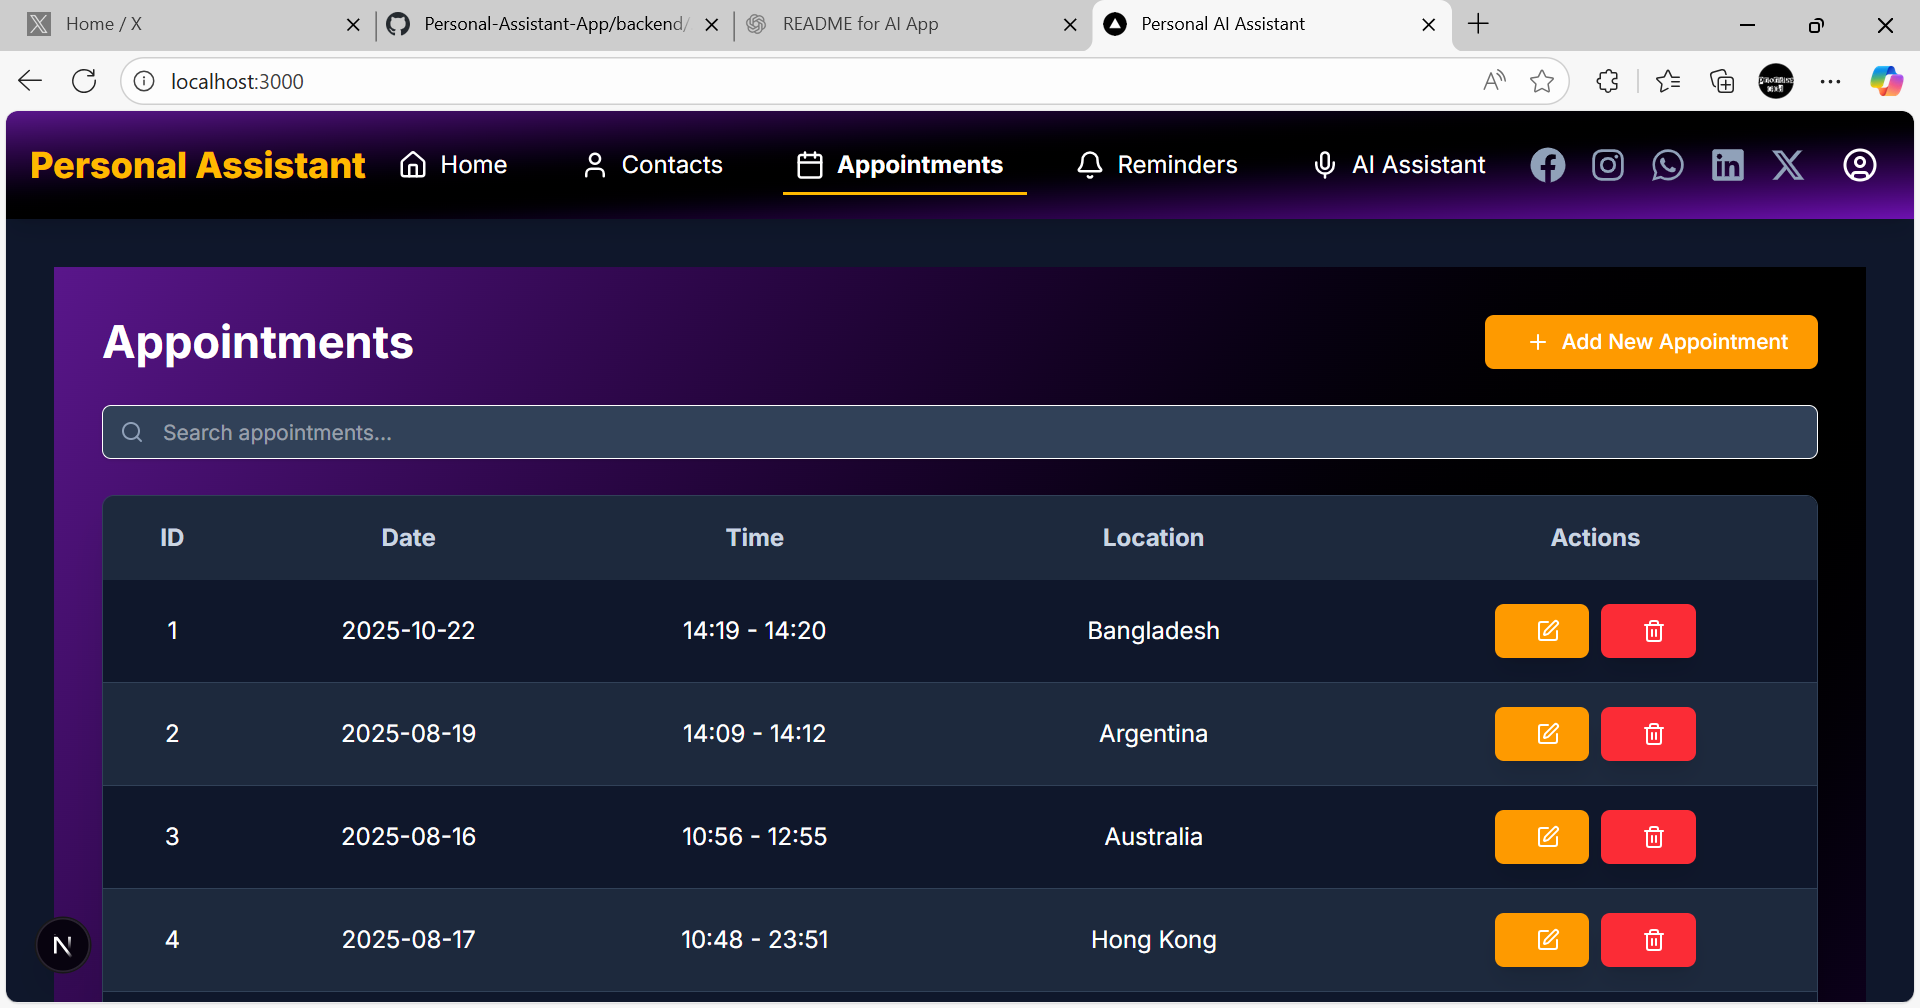 Home / X
Personal-Assistant-App/backend/
README for AI App
Personal AI Assistant
localhost:3000
Personal Assistant Home Contacts Appointments Reminders AI Assistant
Appointments
+ Add New Appointment
Search appointments...
ID Date Time Location Actions
1 2025-10-22 14:19 - 14:20 Bangladesh
2 2025-08-19 14:09 - 14:12 Argentina
3 2025-08-16 10:56 - 12:55 Australia
4 2025-08-17 10:48 - 23:51 Hong Kong
N